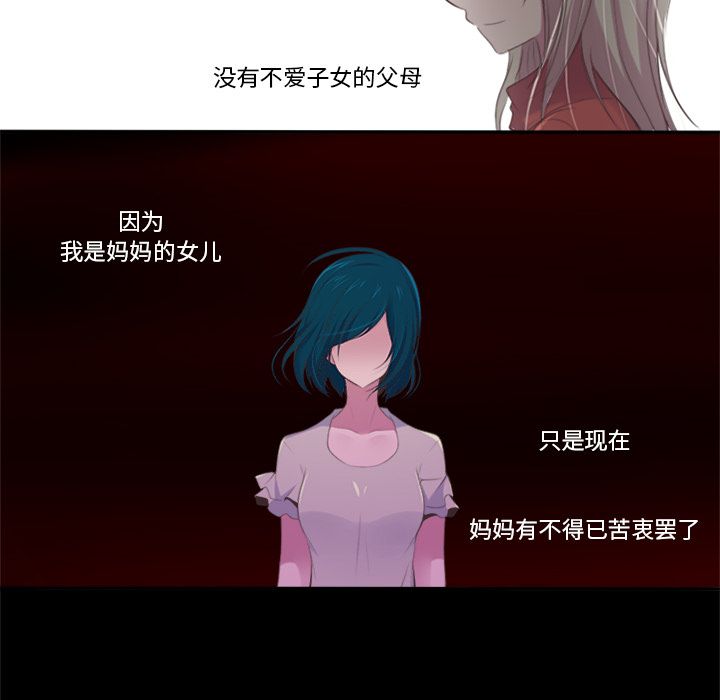 没有不爱子女的父母
因为
我是妈妈的女儿
只是现在
妈妈有不得已苦衷罢了